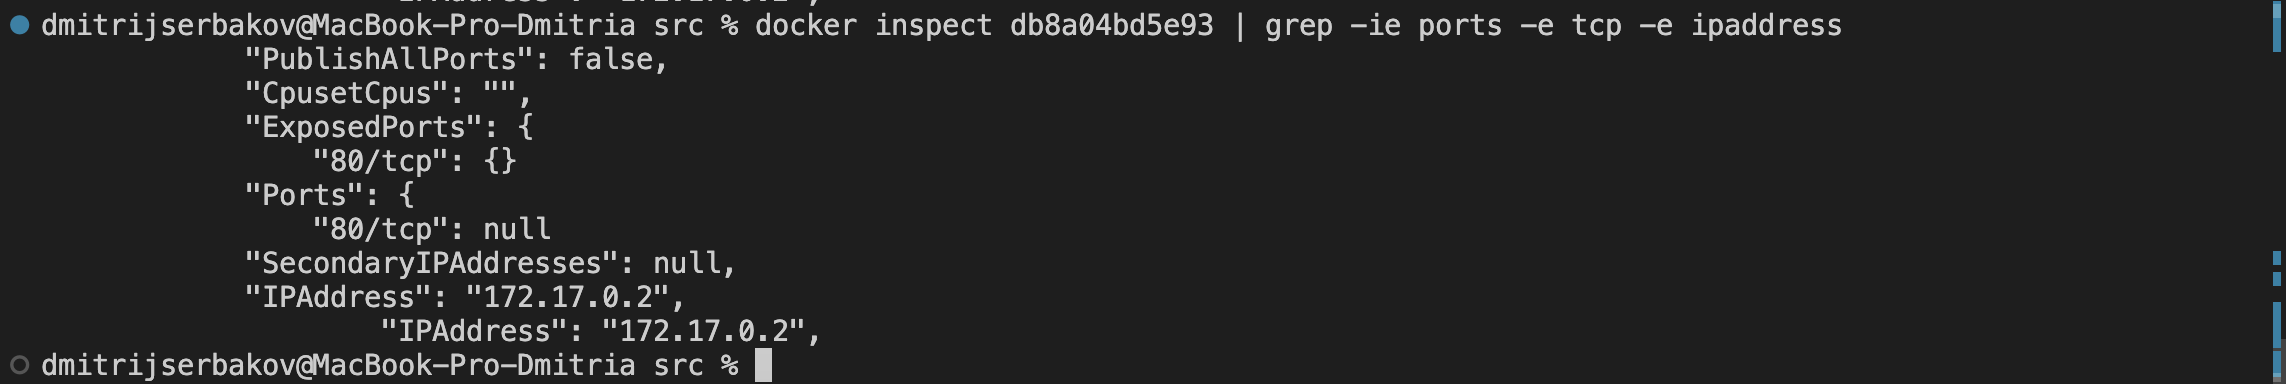 dmitrijserbakov@MacBook-Pro-Dmitria src % docker inspect db8a04bd5e93 | grep -ie ports -e tcp -e ipaddress
"PublishAllPorts": false,
"CpusetCpus": "",
"ExposedPorts": {
"80/tcp": {}
"Ports": {
"80/tcp": null
"SecondaryIPAddresses": null,
"IPAddress": "172.17.0.2",
"IPAddress": "172.17.0.2",
dmitrijserbakov@MacBook-Pro-Dmitria src %